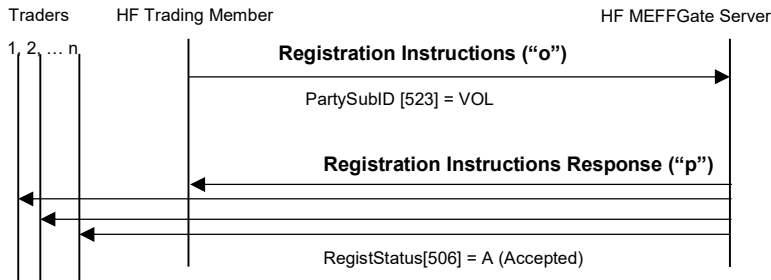 Traders HF Trading Member HF MEFFGate Server
1, 2, … n
Registration Instructions (“o”)
PartySubID [523] = VOL
Registration Instructions Response (“p”)
RegistStatus[506] = A (Accepted)